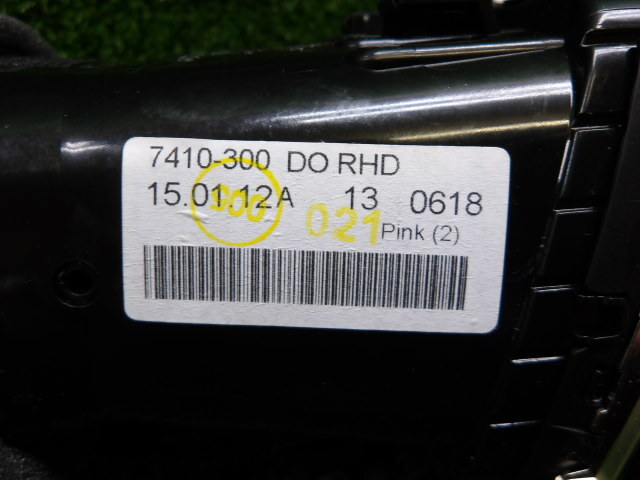 7410-300 DO RHD
15.01.12A 13 0618
021 Pink (2)